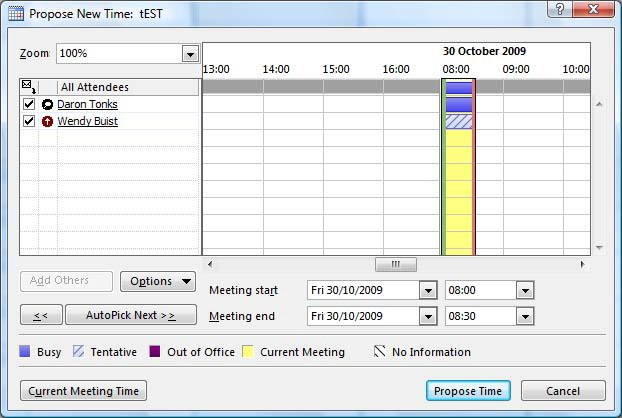 Propose New Time: tEST
Zoom: 100%
30 October 2009
13:00 14:00 15:00 16:00 08:00 09:00 10:00
All Attendees
Daron Tonks
Wendy Buist
Add Others Options
Meeting start Fri 30/10/2009 08:00
<< AutoPick Next >> Meeting end Fri 30/10/2009 08:30
Busy Tentative Out of Office Current Meeting No Information
Current Meeting Time Propose Time Cancel